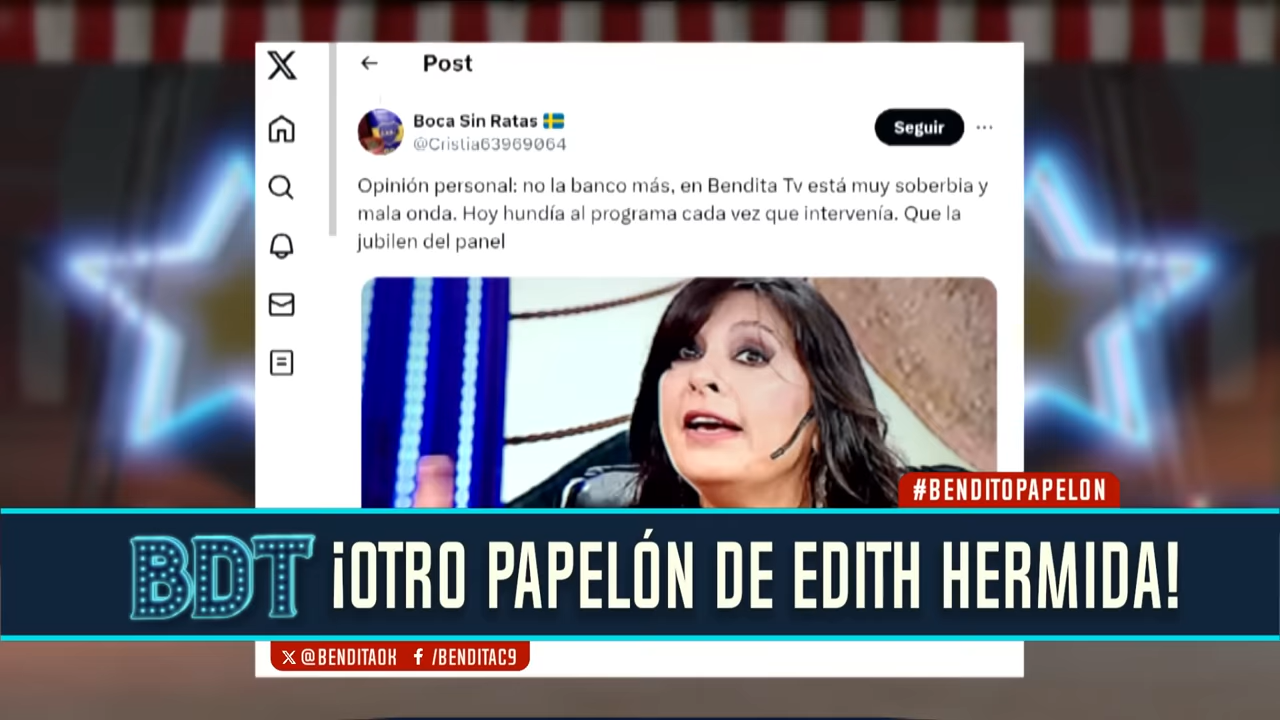 Post
Boca Sin Ratas 🇸🇪
@Cristia63969064
Seguir
Opinión personal: no la banco más, en Bendita Tv está muy soberbia y
mala onda. Hoy hundía al programa cada vez que intervenía. Que la
jubilen del panel
#BENDITOPAPELON
BDT ¡OTRO PAPELÓN DE EDITH HERMIDA!
@BENDITAOK /BENDITAC9